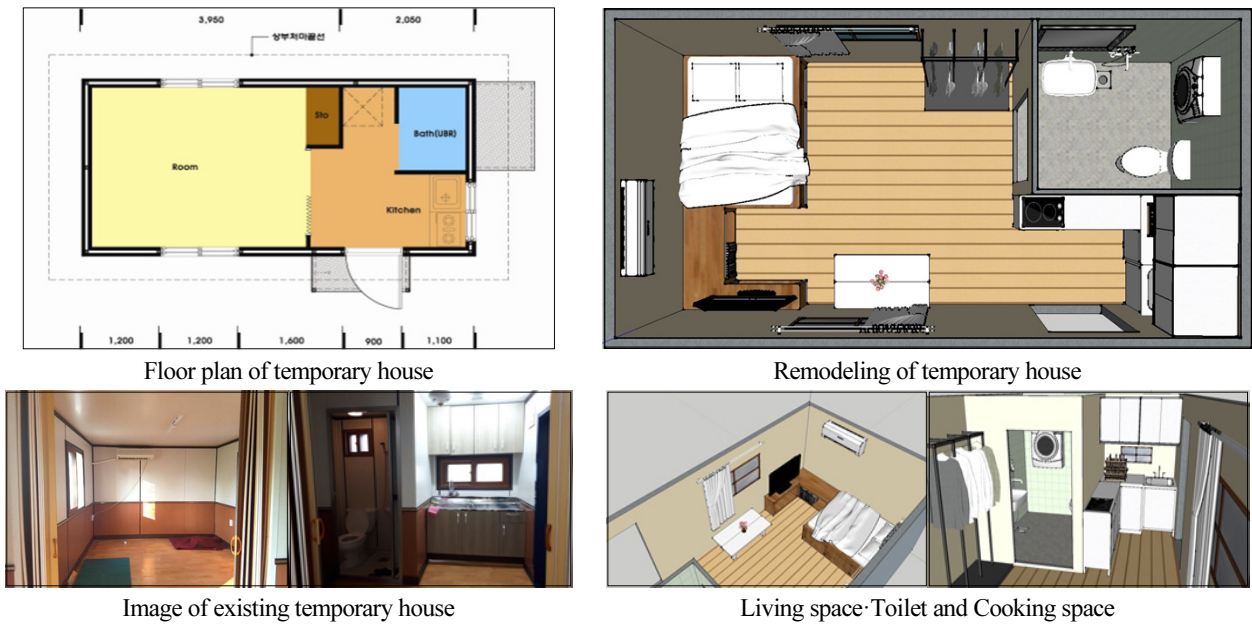 3,950
2,050
상부처마끝선
Sto
Bath(UBR)
Room
Kitchen
1,200
1,200
1,600
900
1,100
Floor plan of temporary house
Remodeling of temporary house
Image of existing temporary house
Living space·Toilet and Cooking space